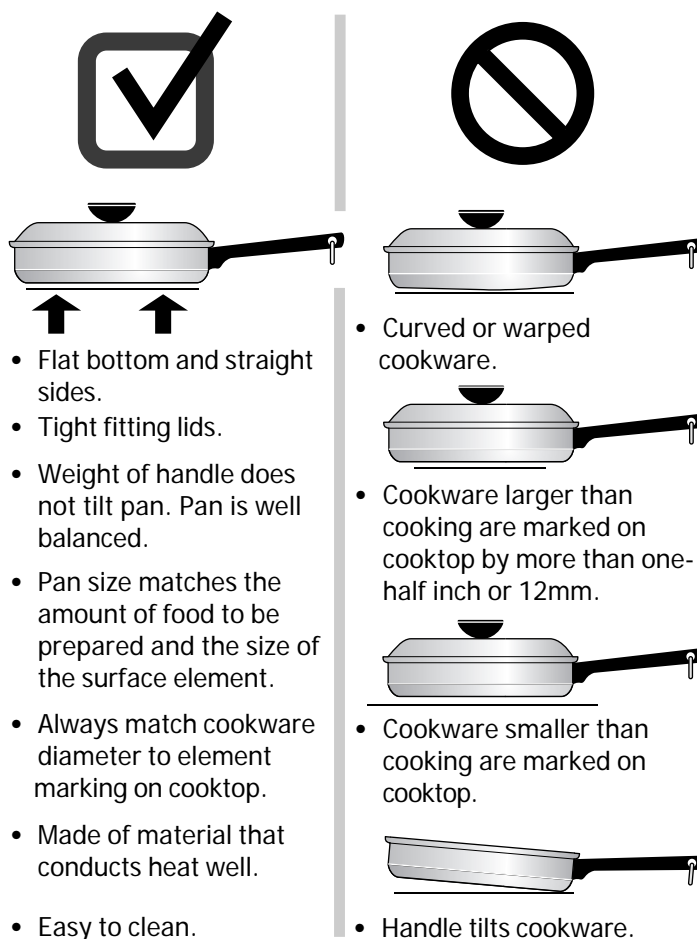 • Flat bottom and straight
sides.
• Tight fitting lids.
• Weight of handle does
not tilt pan. Pan is well
balanced.
• Pan size matches the
amount of food to be
prepared and the size of
the surface element.
• Always match cookware
diameter to element
marking on cooktop.
• Made of material that
conducts heat well.
• Easy to clean.
• Curved or warped
cookware.
• Cookware larger than
cooking are marked on
cooktop by more than one-
half inch or 12mm.
• Cookware smaller than
cooking are marked on
cooktop.
• Handle tilts cookware.